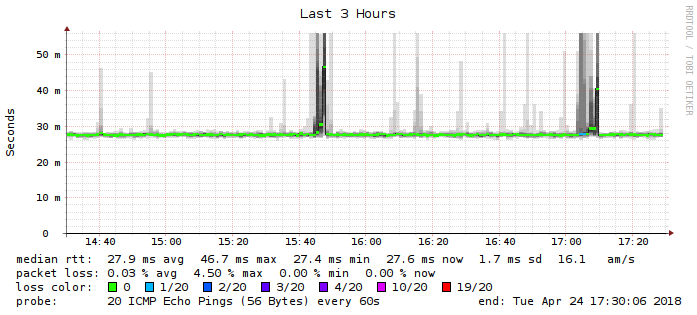 Last 3 Hours
RRDTOOL / TOBI OETIKER
Seconds
50 m
40 m
30 m
20 m
10 m
0
14:40 15:00 15:20 15:40 16:00 16:20 16:40 17:00 17:20
median rtt: 27.9 ms avg 46.7 ms max 27.4 ms min 27.6 ms now 1.7 ms sd 16.1 am/s
packet loss: 0.03 % avg 4.50 % max 0.00 % min 0.00 % now
loss color: 0 1/20 2/20 3/20 4/20 10/20 19/20
probe: 20 ICMP Echo Pings (56 Bytes) every 60s end: Tue Apr 24 17:30:06 2018